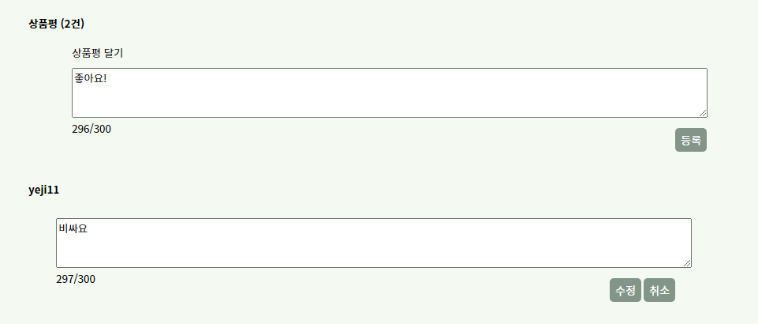 상품평 (2건)
상품평 달기
좋아요!
296/300
등록
yeji11
비싸요
297/300
수정 취소